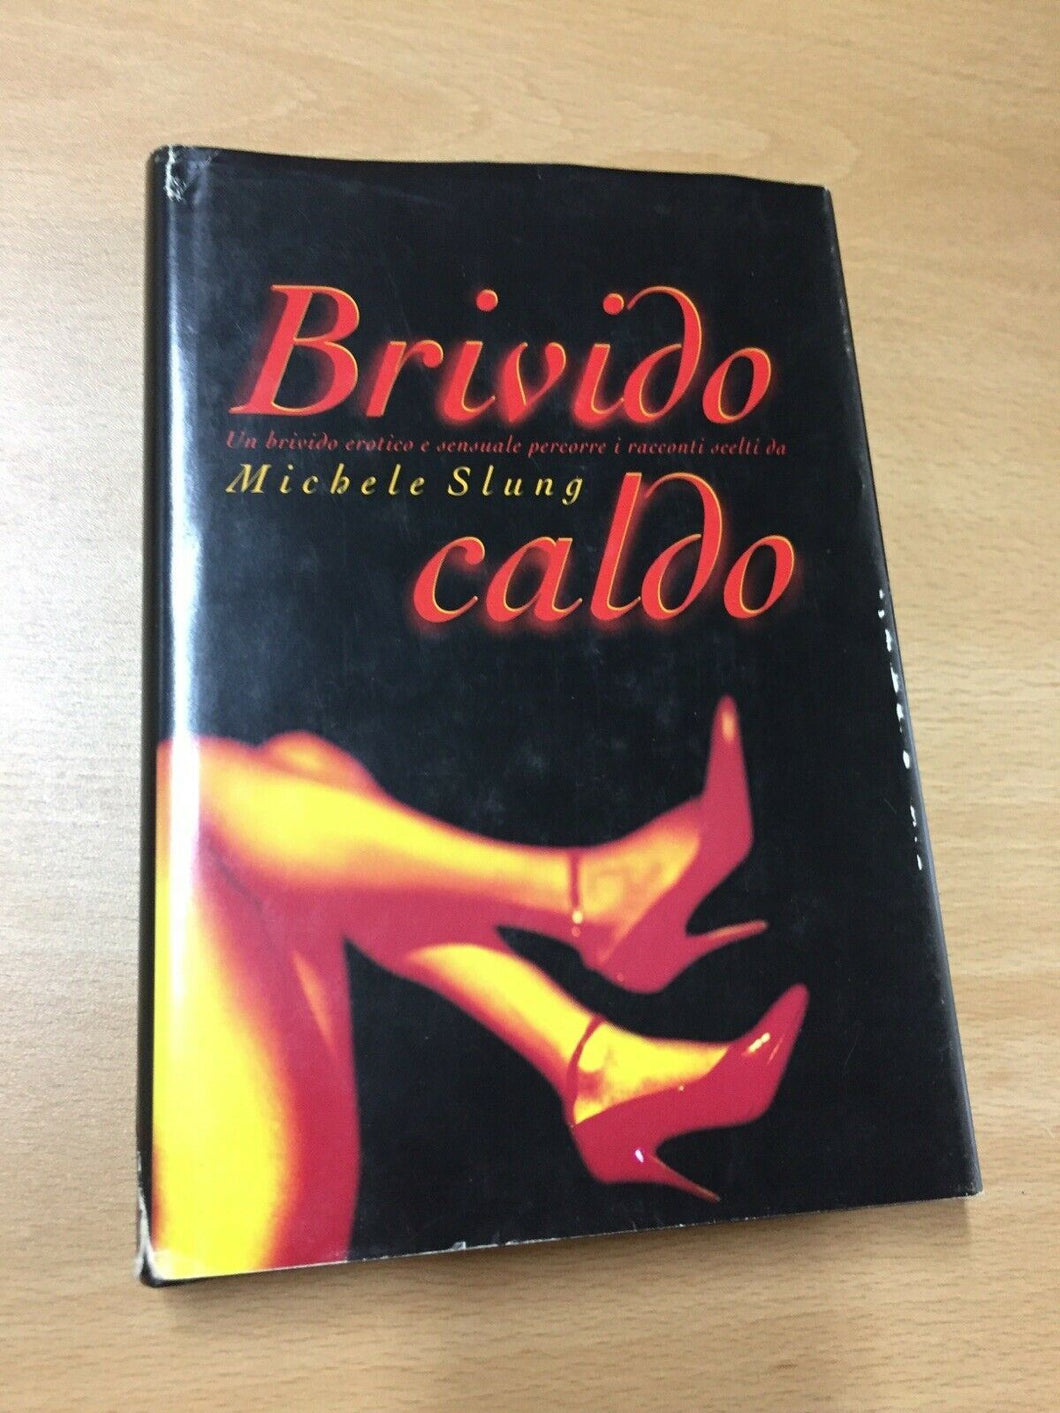 Brivido
Un brivido erotico e sensuale percorre i racconti scelti da
Michele Slung
caldo